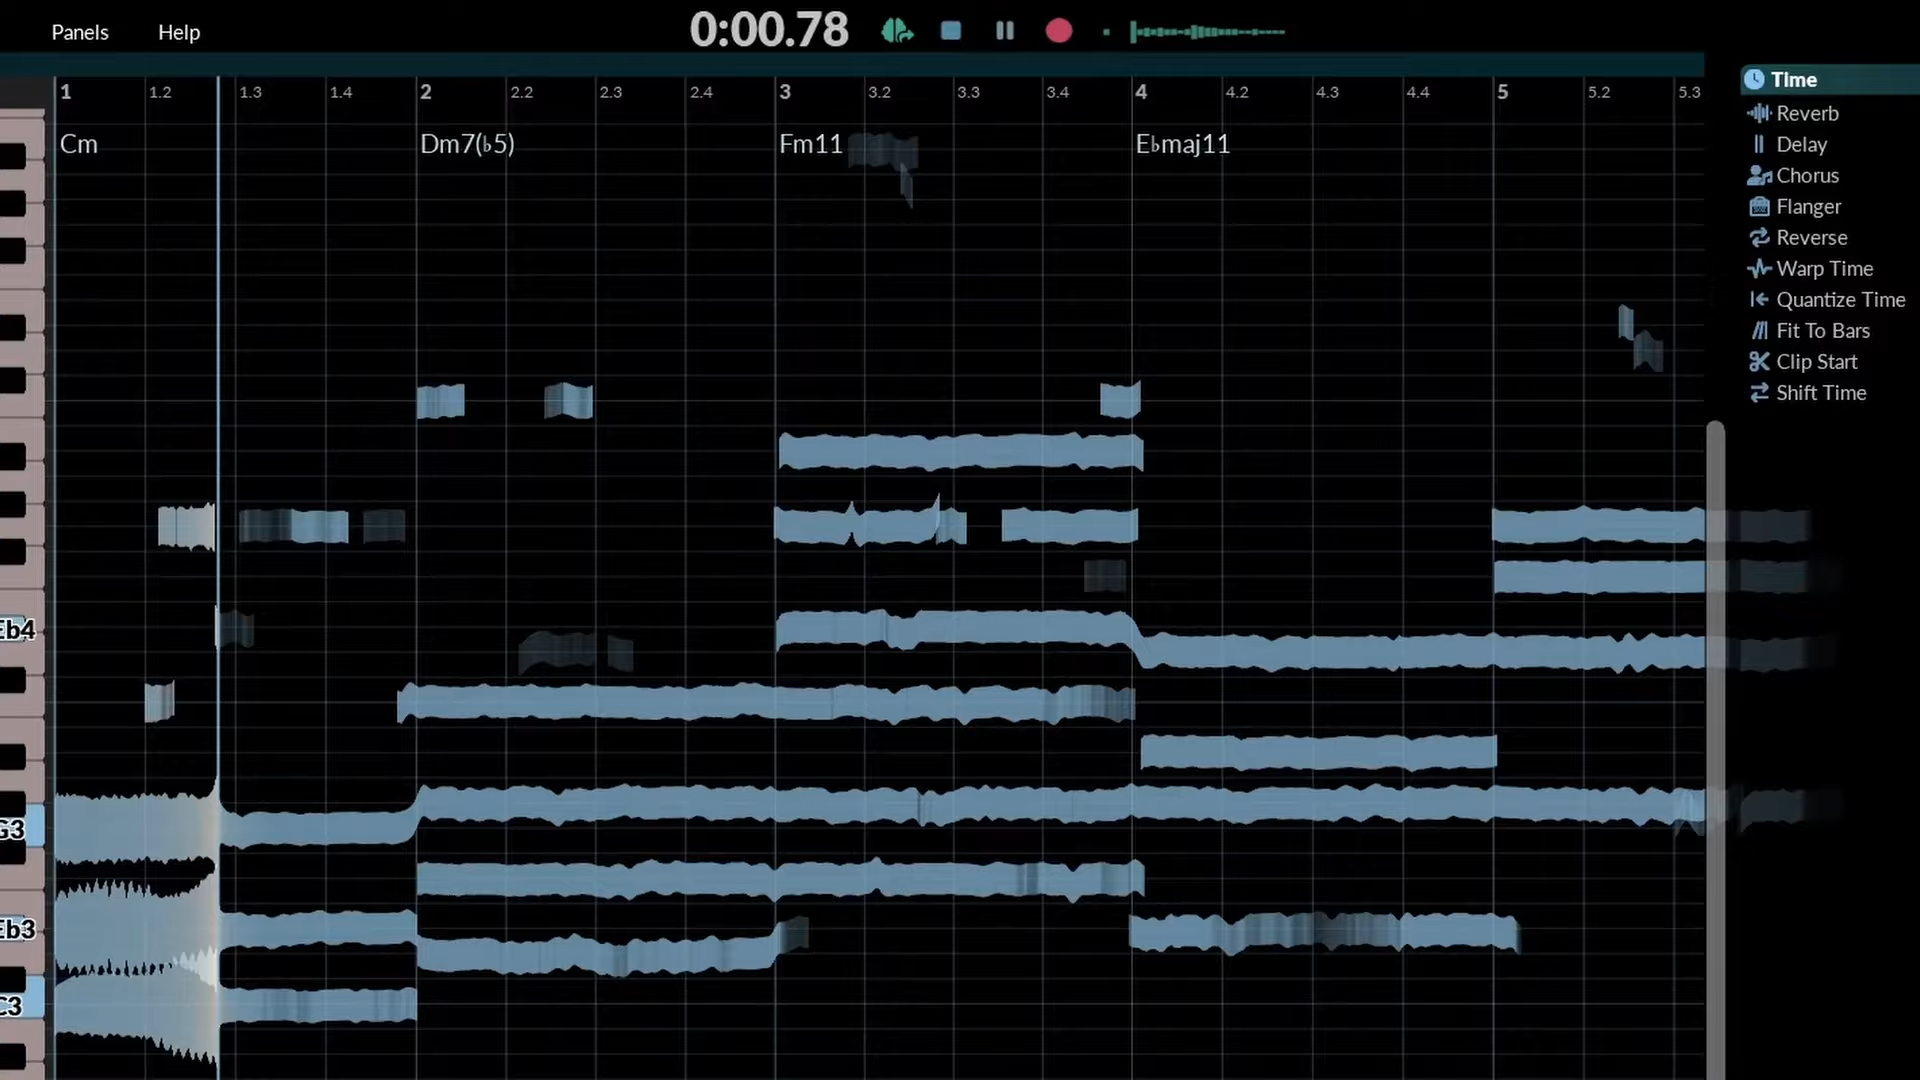 Panels Help 0:00.78
1 1.2 1.3 1.4 2 2.2 2.3 2.4 3 3.2 3.3 3.4 4 4.2 4.3 4.4 5 5.2 5.3
Cm Dm7(♭5) Fm11 E♭maj11
Time
Reverb
Delay
Chorus
Flanger
Reverse
Warp Time
Quantize Time
Fit To Bars
Clip Start
Shift Time
Eb4
G3
Eb3
C3